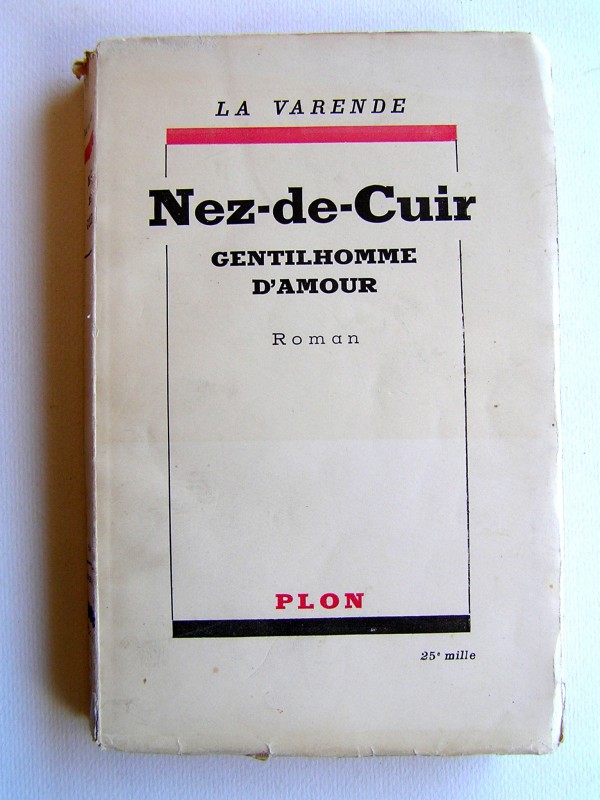 LA VARENDE
Nez-de-Cuir
GENTILHOMME
D'AMOUR
Roman
PLON
25e mille